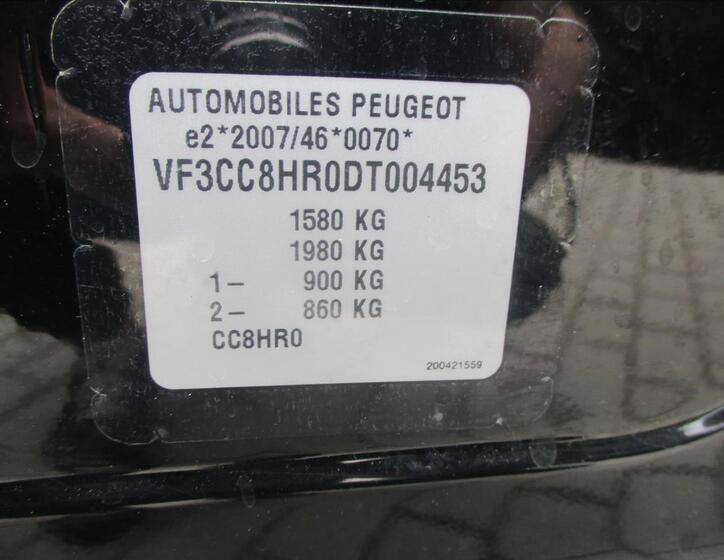 AUTOMOBILES PEUGEOT
e2*2007/46*0070*
VF3CC8HR0DT004453
1580 KG
1980 KG
1– 900 KG
2– 860 KG
CC8HR0
200421559